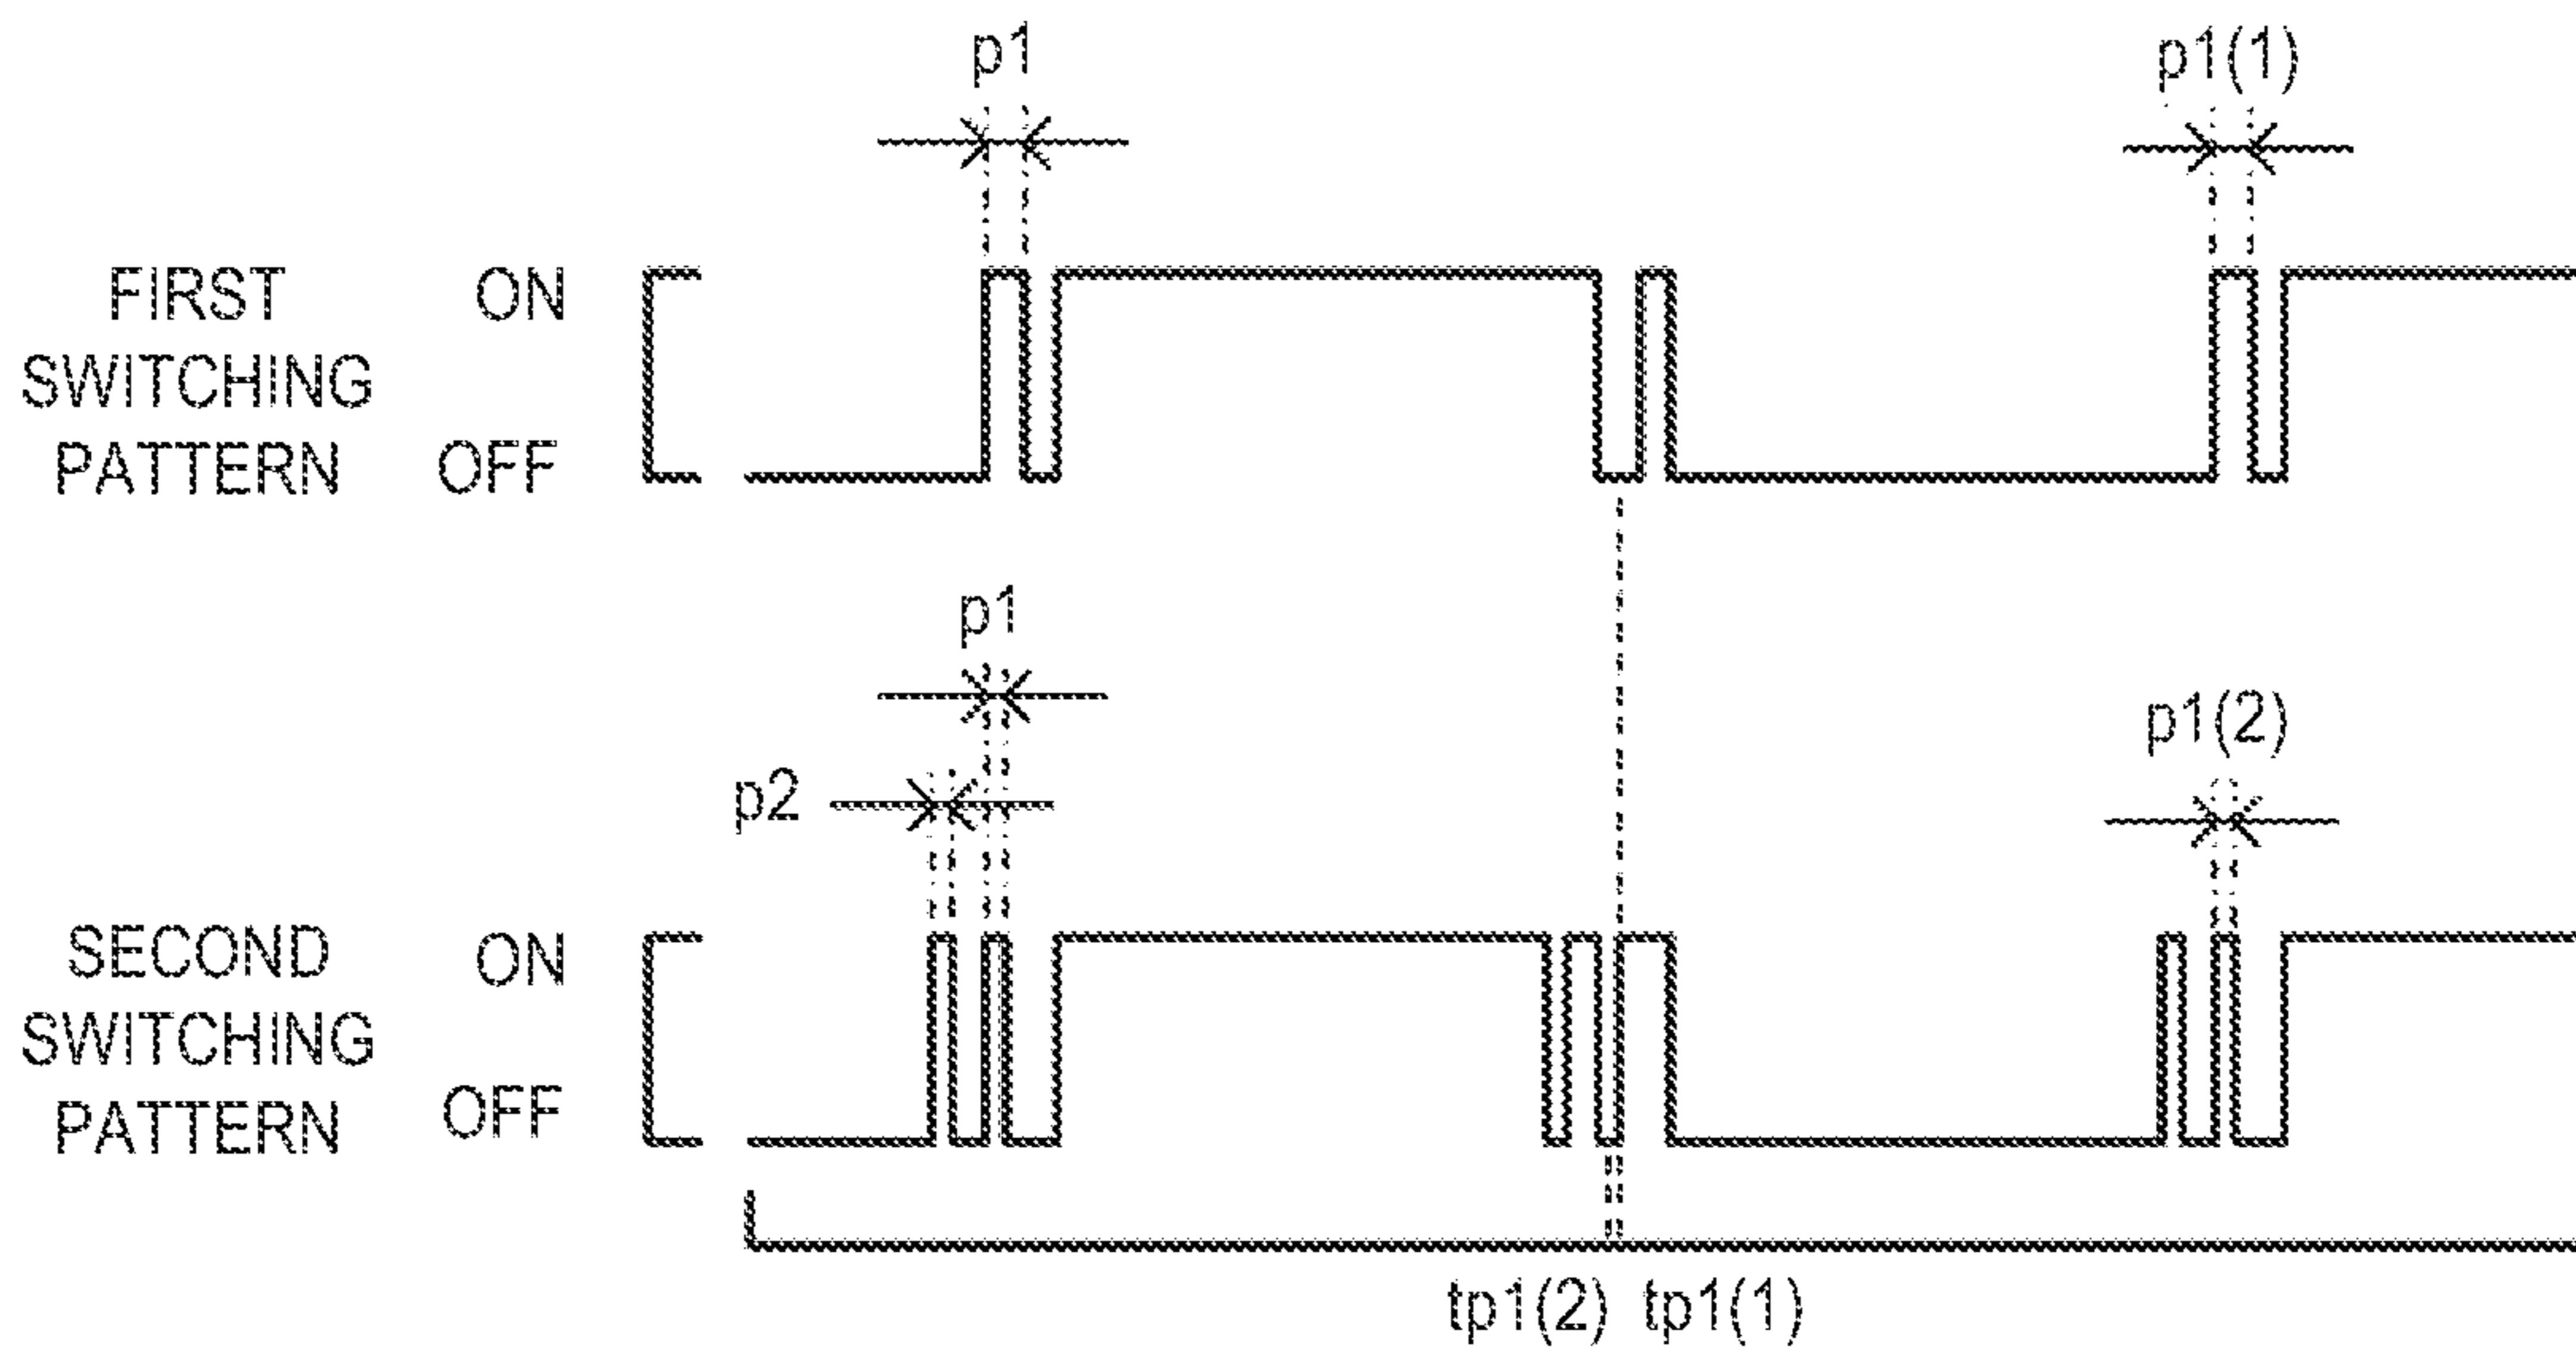 p1
p1(1)
FIRST
SWITCHING
PATTERN
ON
OFF
p1
p2
p1(2)
SECOND
SWITCHING
PATTERN
ON
OFF
tp1(2)
tp1(1)